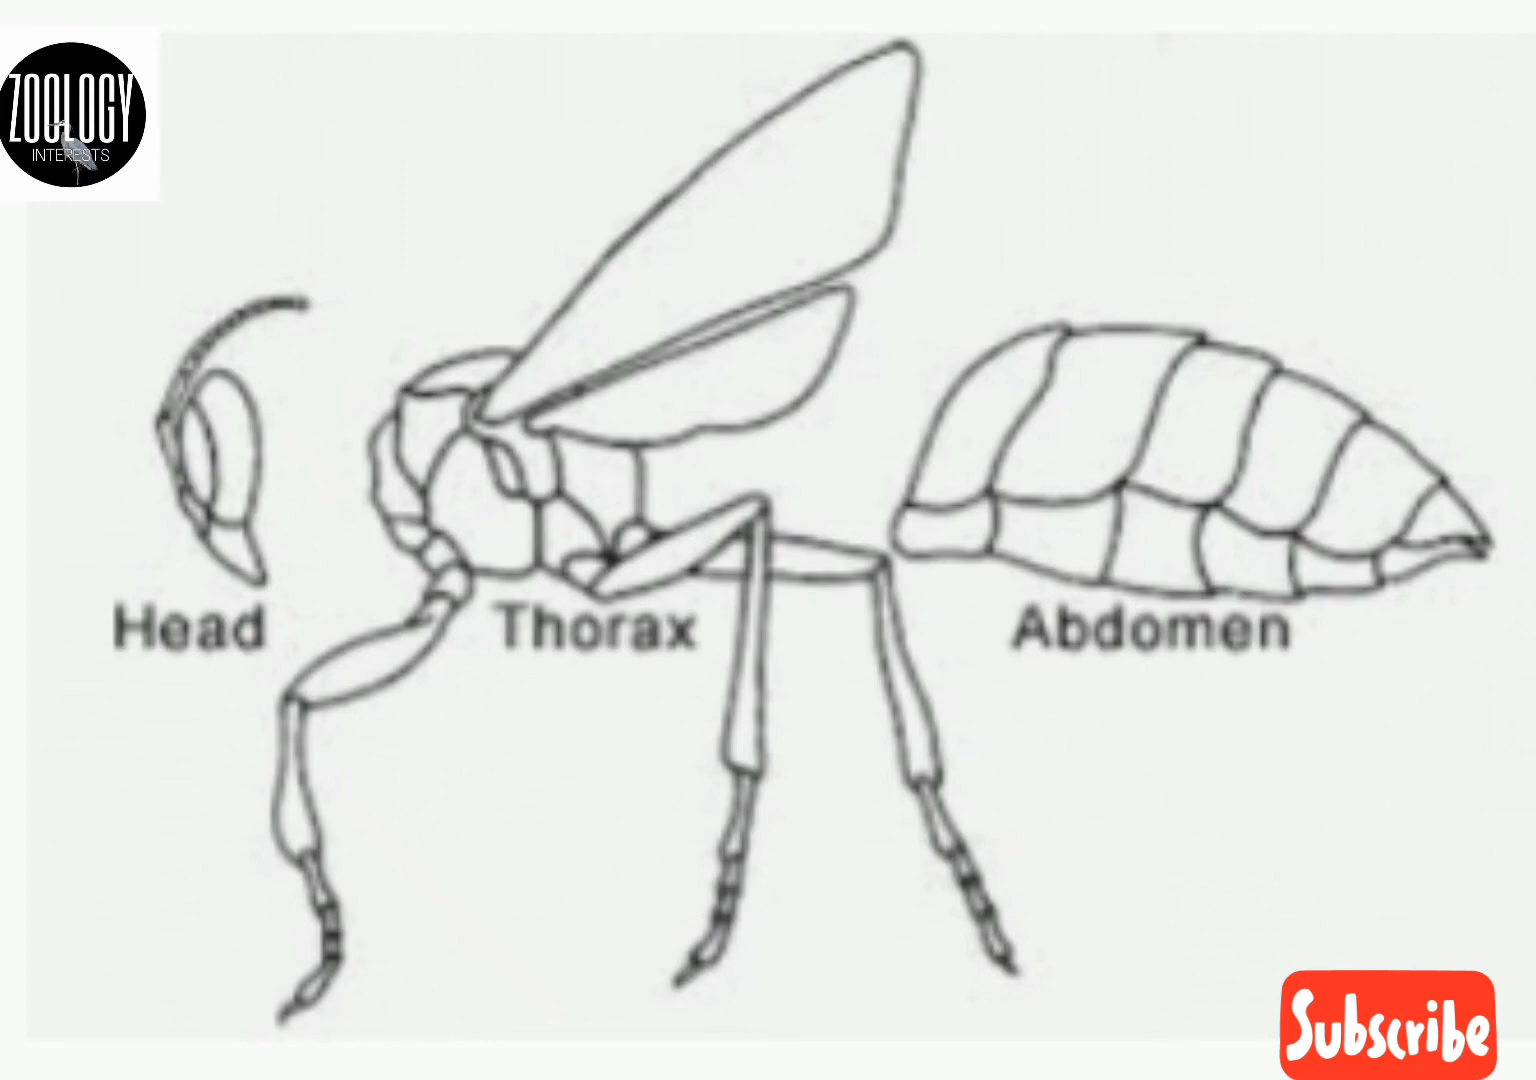 ZOOLOGY
INTERESTS
Head
Thorax
Abdomen
Subscribe